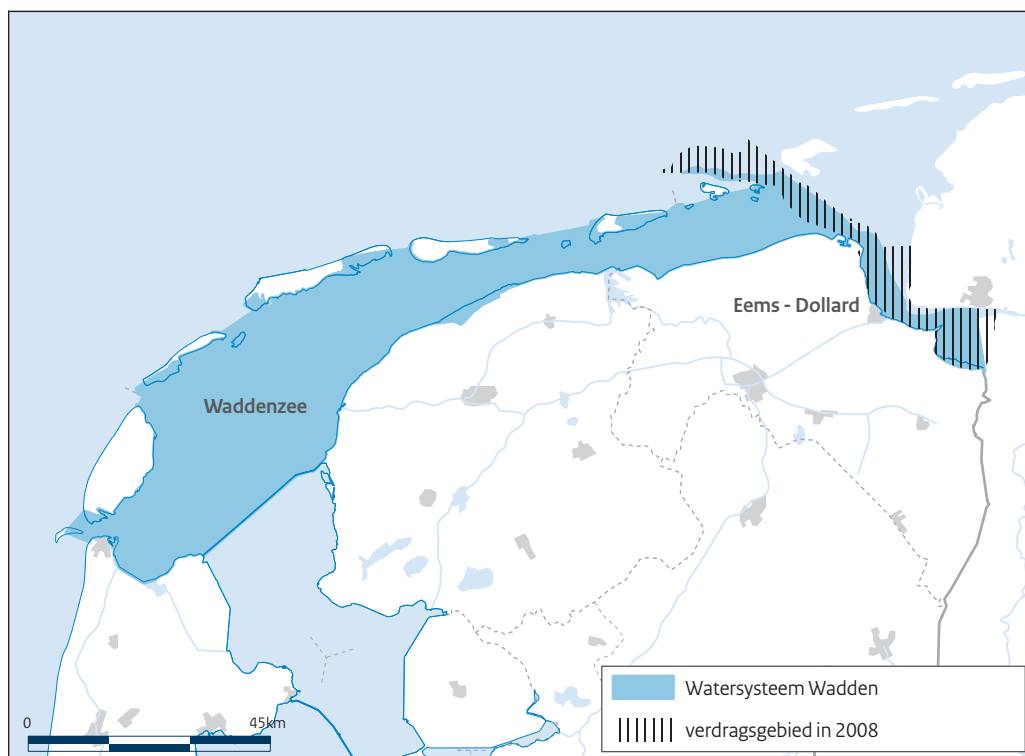 Eems - Dollard
Waddenzee
Watersysteem Wadden
0 45km
verdragsgebied in 2008